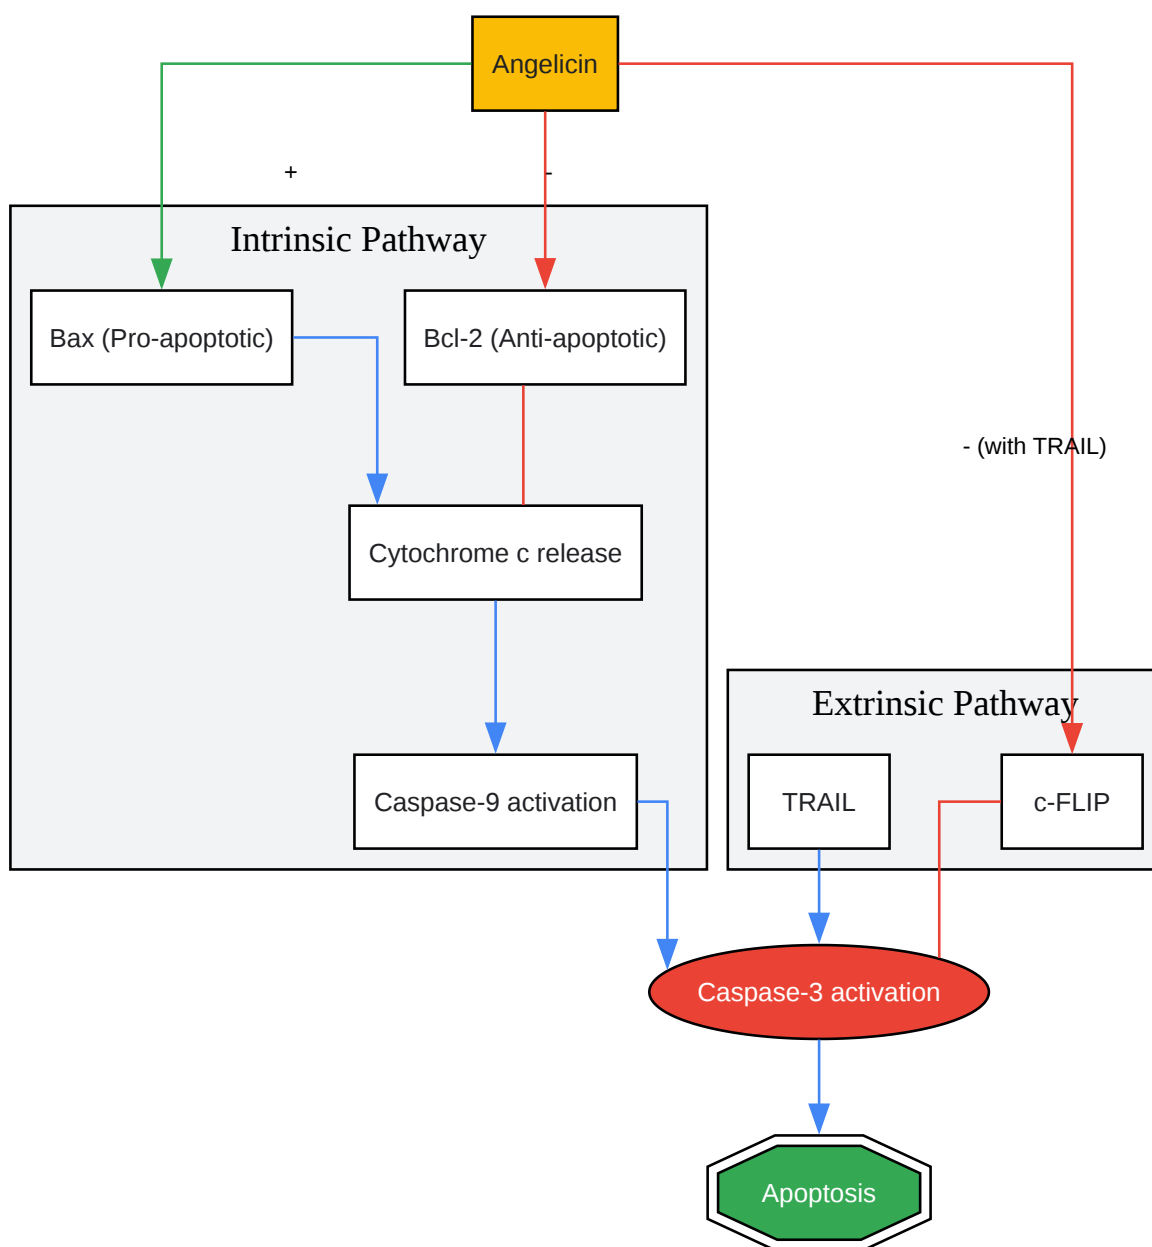 Angelicin
+
-
Intrinsic Pathway
Bax (Pro-apoptotic)
Bcl-2 (Anti-apoptotic)
- (with TRAIL)
Cytochrome c release
Extrinsic Pathway
Caspase-9 activation
TRAIL
c-FLIP
Caspase-3 activation
Apoptosis